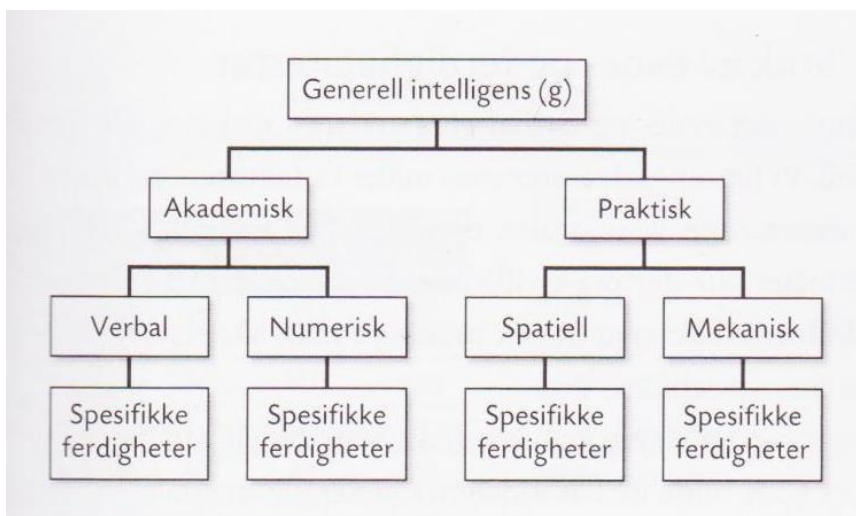 Generell intelligens (g)
Akademisk
Praktisk
Verbal
Numerisk
Spatiell
Mekanisk
Spesifikke
ferdigheter
Spesifikke
ferdigheter
Spesifikke
ferdigheter
Spesifikke
ferdigheter